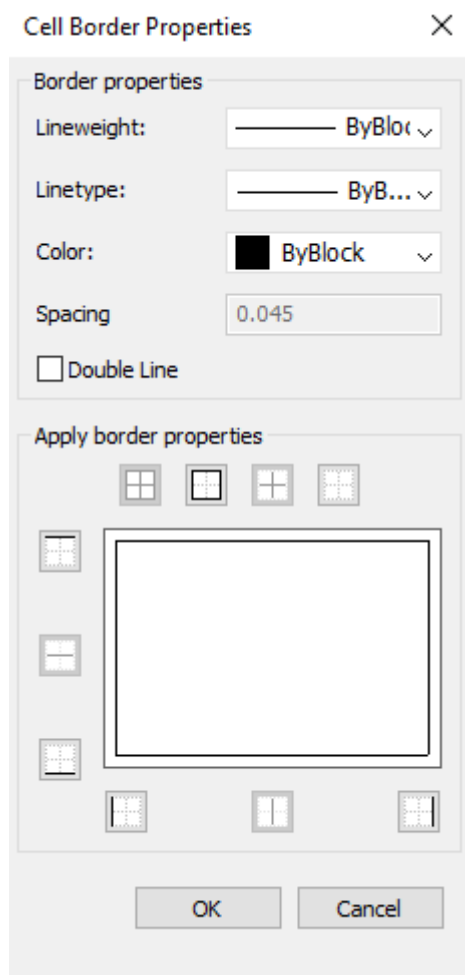 Cell Border Properties
Border properties
Lineweight: ByBloc
Linetype: ByB...
Color: ByBlock
Spacing 0.045
Double Line
Apply border properties
OK Cancel